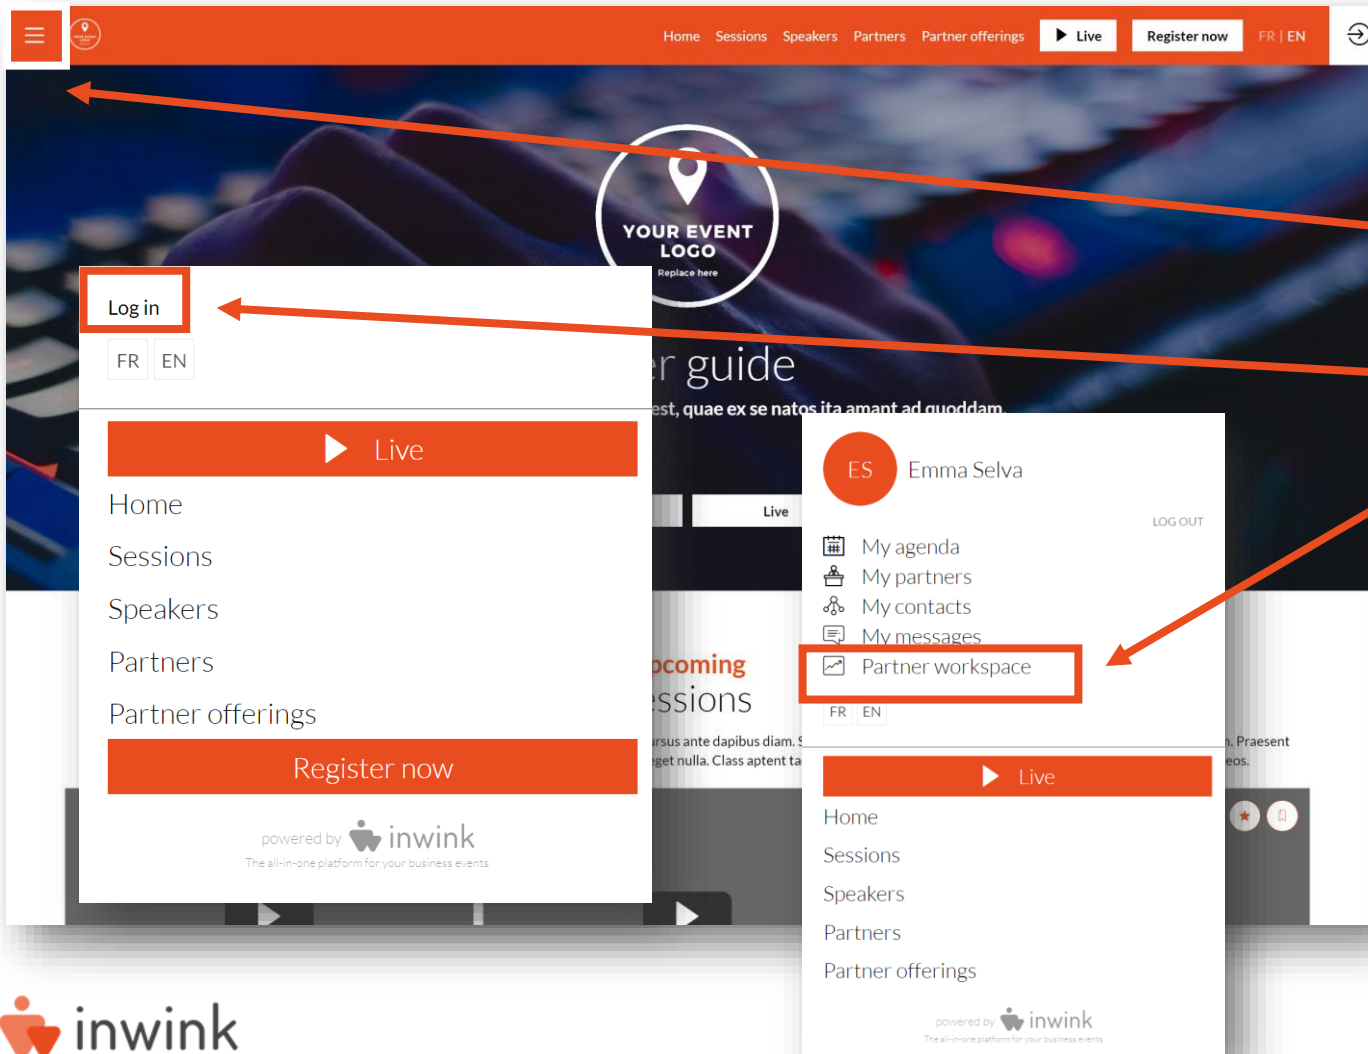 Home Sessions Speakers Partners Partner offerings Live Register now FR | EN
YOUR EVENT
LOGO
Replace here
er guide
est, quae ex se natos ita amant ad quoddam.
Live
Log in
FR EN
Live
Home
Sessions
Speakers
Partners
Partner offerings
Register now
powered by inwink
The all-in-one platform for your business events
ES Emma Selva
LOG OUT
My agenda
My partners
My contacts
My messages
Partner workspace
FR EN
Live
Home
Sessions
Speakers
Partners
Partner offerings
powered by inwink
The all-in-one platform for your business events
pcoming
essions
ursus ante dapibus diam. S
n. Praesent
eget nulla. Class aptent ta
eos.
inwink